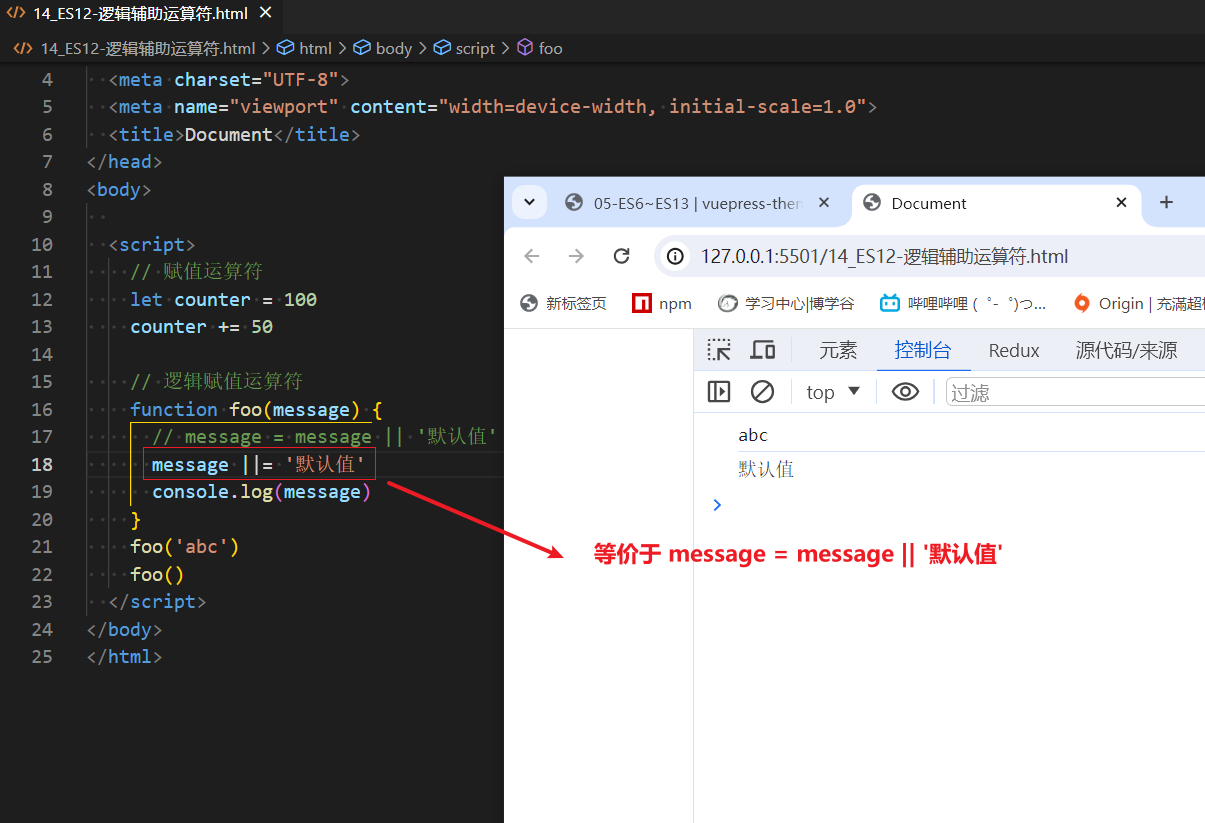 14_ES12-逻辑辅助运算符.html
14_ES12-逻辑辅助运算符.html > html > body > script > foo
4 <meta charset="UTF-8">
5 <meta name="viewport" content="width=device-width, initial-scale=1.0">
6 <title>Document</title>
7 </head>
8 <body>
9
10 <script>
11 // 赋值运算符
12 let counter = 100
13 counter += 50
14
15 // 逻辑赋值运算符
16 function foo(message) {
17 // message = message || '默认值'
18 message ||= '默认值'
19 console.log(message)
20 }
21 foo('abc')
22 foo()
23 </script>
24 </body>
25 </html>
05-ES6~ES13 | vuepress-then
Document
127.0.0.1:5501/14_ES12-逻辑辅助运算符.html
新标签页 npm 学习中心|博学谷 哔哩哔哩 ( ゜- ゜)つ... Origin | 充滿超
元素 控制台 Redux 源代码/来源
top 过滤
abc
默认值
等价于 message = message || '默认值'